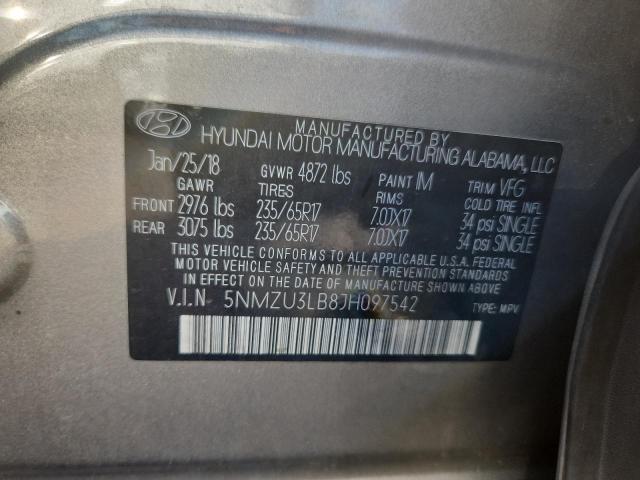 MANUFACTURED BY
HYUNDAI MOTOR MANUFACTURING ALABAMA, LLC
Jan/25/18 GVWR 4872 lbs PAINT IM TRIM VFG
GAWR TIRES RIMS COLD TIRE INFL.
FRONT 2976 lbs 235/65R17 7.0JX17 34 psi SINGLE
REAR 3075 lbs 235/65R17 7.0JX17 34 psi SINGLE
THIS VEHICLE CONFORMS TO ALL APPLICABLE U.S.A. FEDERAL
MOTOR VEHICLE SAFETY AND THEFT PREVENTION STANDARDS
IN EFFECT ON THE DATE OF MANUFACTURE SHOWN ABOVE.
V.I.N- 5NMZU3LB8JH097542 TYPE: MPV